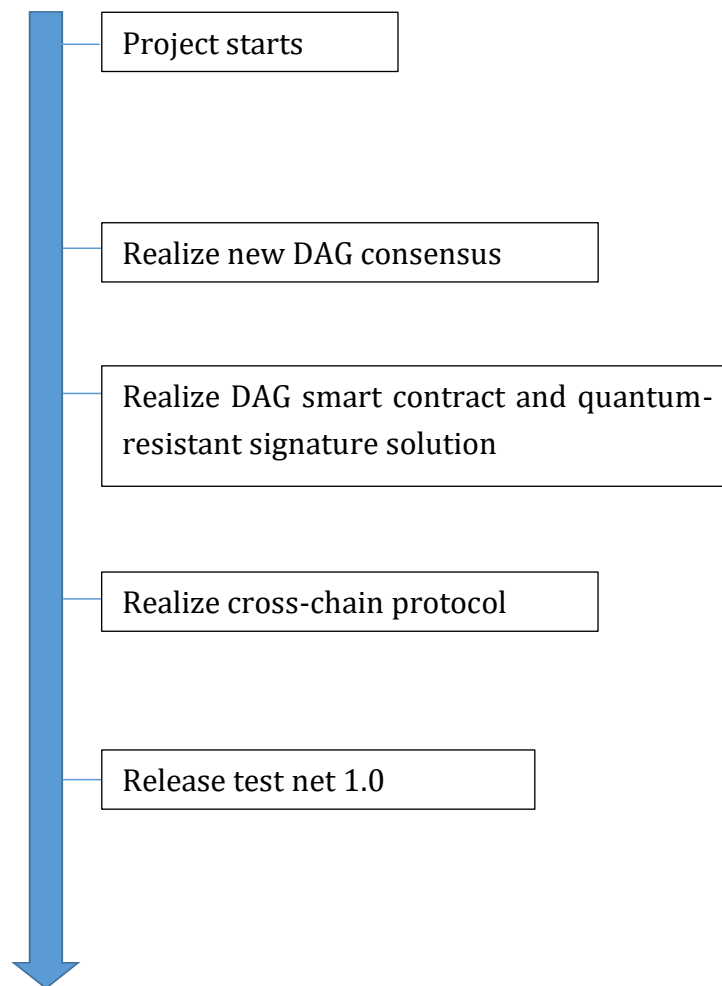 Project starts
Realize new DAG consensus
Realize DAG smart contract and quantum-
resistant signature solution
Realize cross-chain protocol
Release test net 1.0